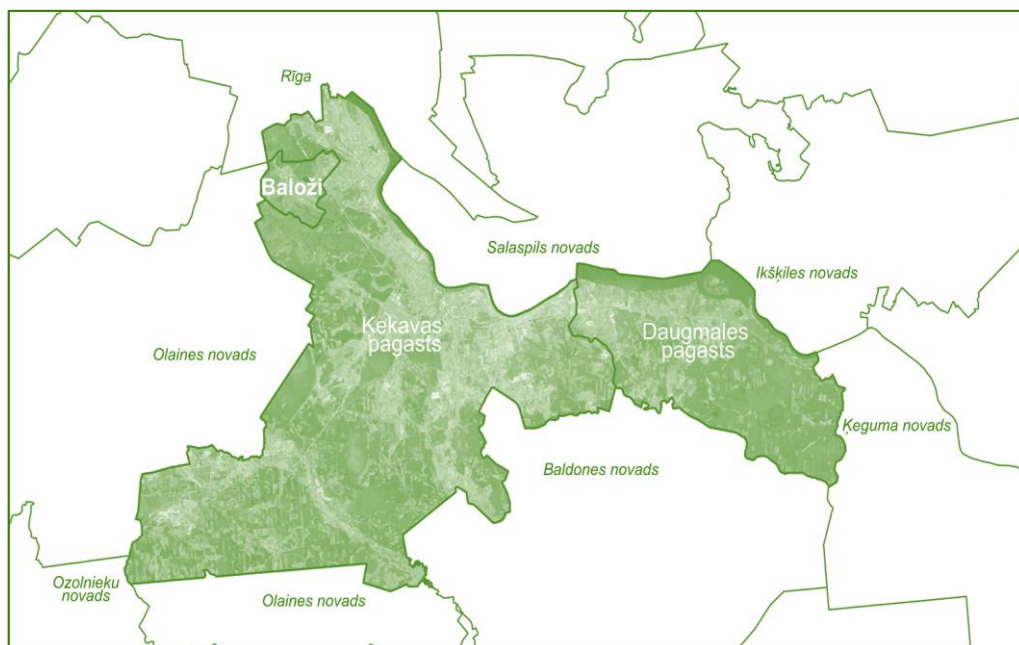 Rīga
Baloži
Salaspils novads
Ikšķiles novads
Ķekavas
pagasts
Daugmales
pagasts
Olaines novads
Ķeguma novads
Baldones novads
Ozolnieku
novads
Olaines novads